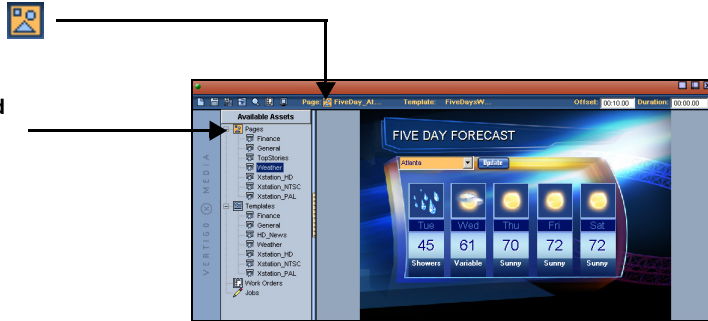 d
Page: FiveDay_At... Template: FiveDaysW... Offset: 00:10.00 Duration: 00:00.00
Available Assets
Pages
Finance
General
TopStories
Weather
Xstation_HD
Xstation_NTSC
Xstation_PAL
Templates
Finance
General
HD_News
Weather
Xstation_HD
Xstation_NTSC
Xstation_PAL
Work Orders
Jobs
VERTIGO MEDIA
FIVE DAY FORECAST
Atlanta Update
Tue Wed Thu Fri Sat
45 61 70 72 72
Showers Variable Sunny Sunny Sunny